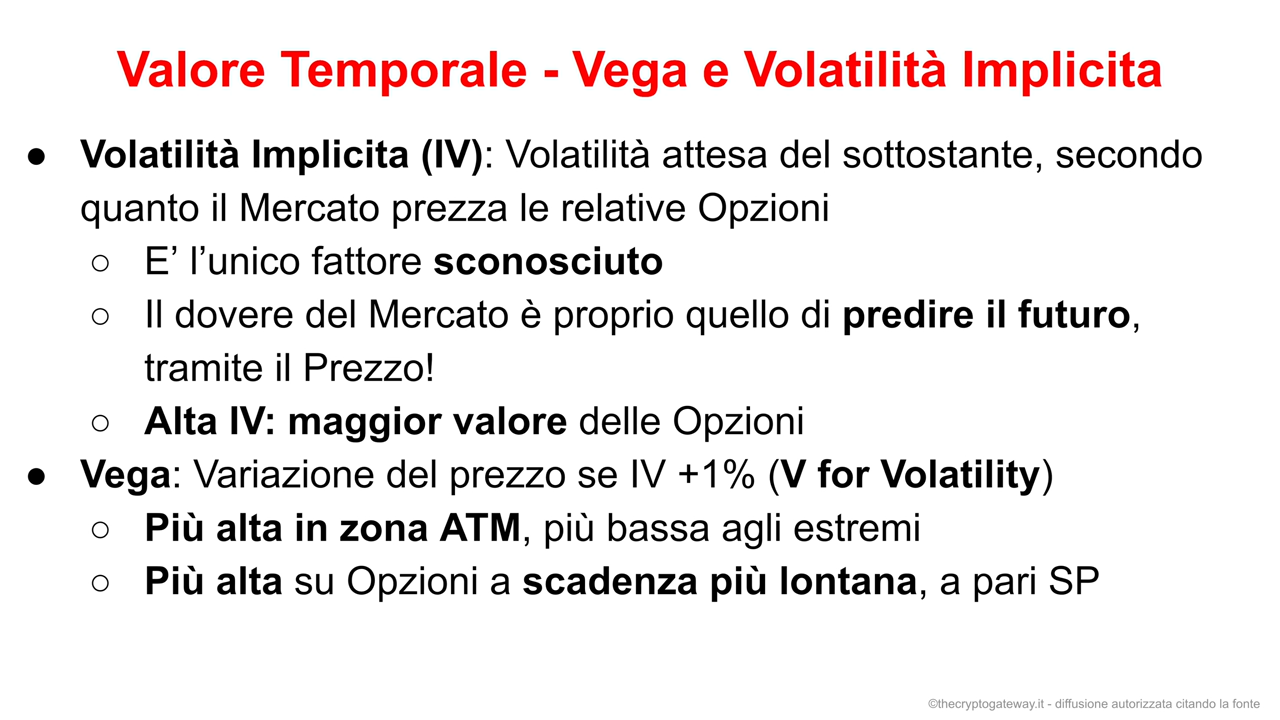 Valore Temporale - Vega e Volatilità Implicita
● Volatilità Implicita (IV): Volatilità attesa del sottostante, secondo
quanto il Mercato prezza le relative Opzioni
○ E’ l’unico fattore sconosciuto
○ Il dovere del Mercato è proprio quello di predire il futuro,
tramite il Prezzo!
○ Alta IV: maggior valore delle Opzioni
● Vega: Variazione del prezzo se IV +1% (V for Volatility)
○ Più alta in zona ATM, più bassa agli estremi
○ Più alta su Opzioni a scadenza più lontana, a pari SP
©thecryptogateway.it - diffusione autorizzata citando la fonte